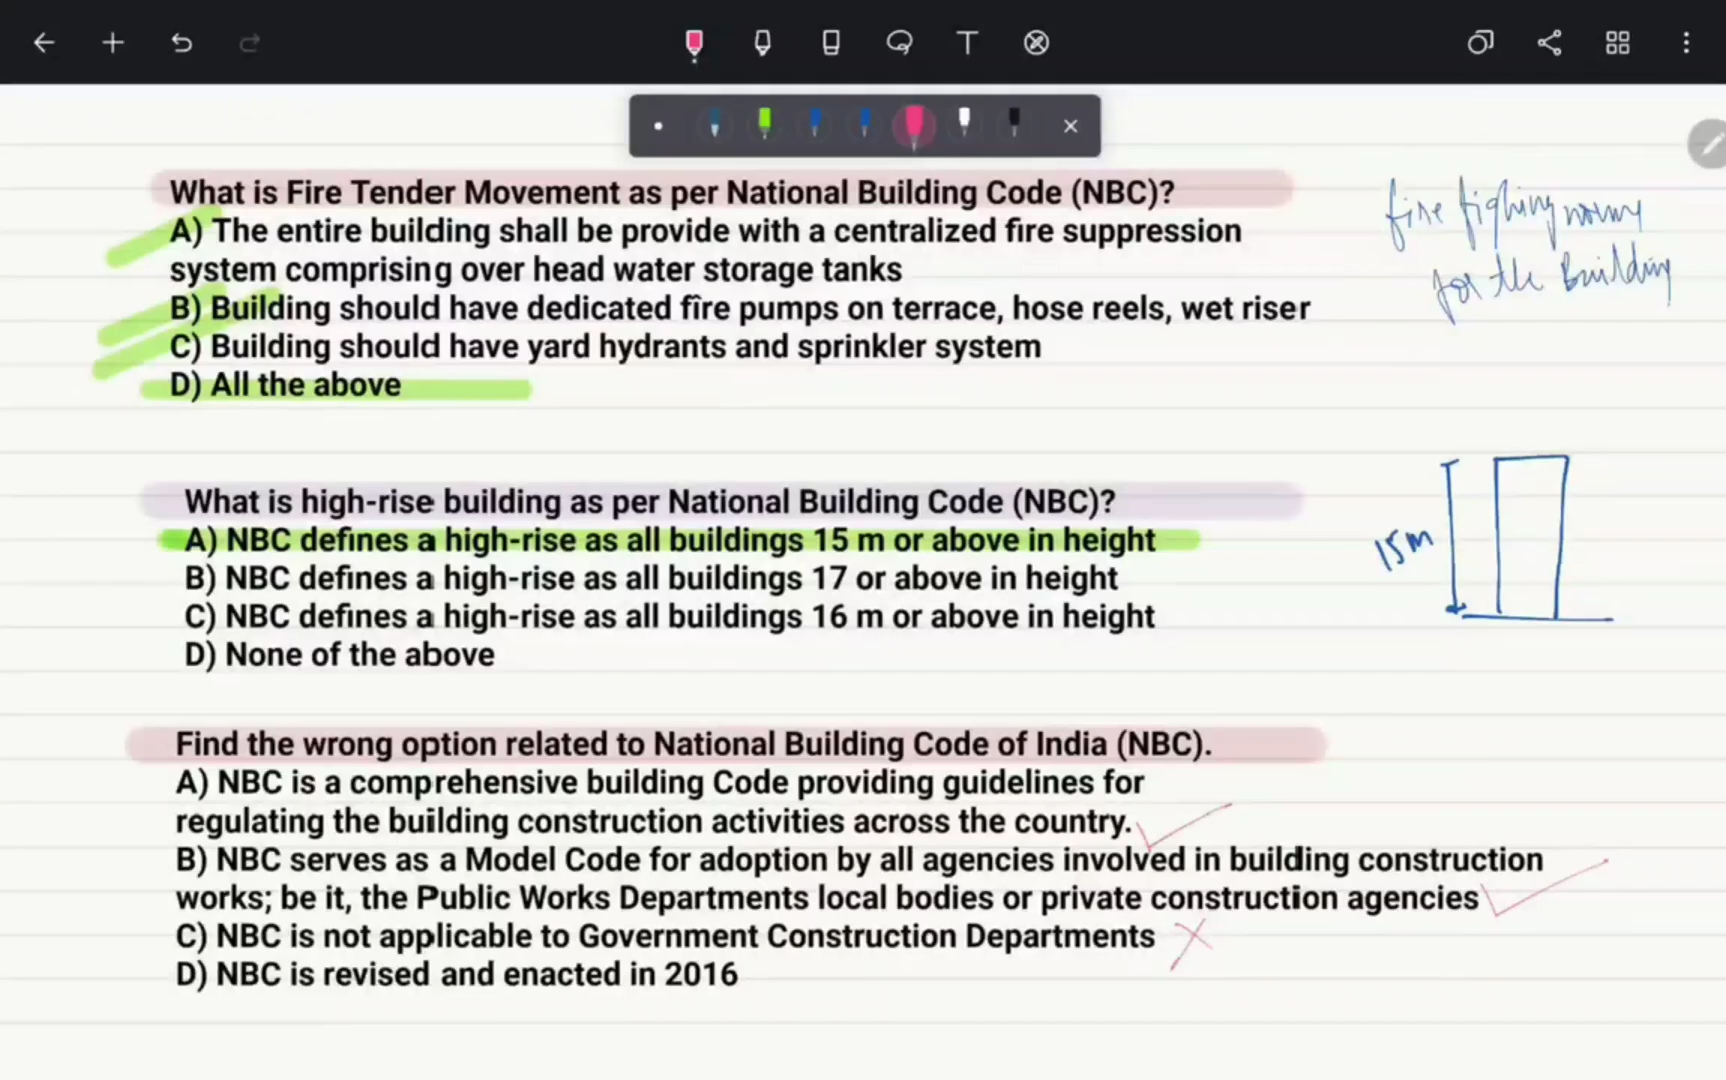 What is Fire Tender Movement as per National Building Code (NBC)?
A) The entire building shall be provide with a centralized fire suppression
system comprising over head water storage tanks
B) Building should have dedicated fire pumps on terrace, hose reels, wet riser
C) Building should have yard hydrants and sprinkler system
D) All the above
for the Building
What is high-rise building as per National Building Code (NBC)?
A) NBC defines a high-rise as all buildings 15 m or above in height
B) NBC defines a high-rise as all buildings 17 or above in height
C) NBC defines a high-rise as all buildings 16 m or above in height
D) None of the above
15m
Find the wrong option related to National Building Code of India (NBC).
A) NBC is a comprehensive building Code providing guidelines for
regulating the building construction activities across the country.
B) NBC serves as a Model Code for adoption by all agencies involved in building construction
works; be it, the Public Works Departments local bodies or private construction agencies
C) NBC is not applicable to Government Construction Departments
D) NBC is revised and enacted in 2016